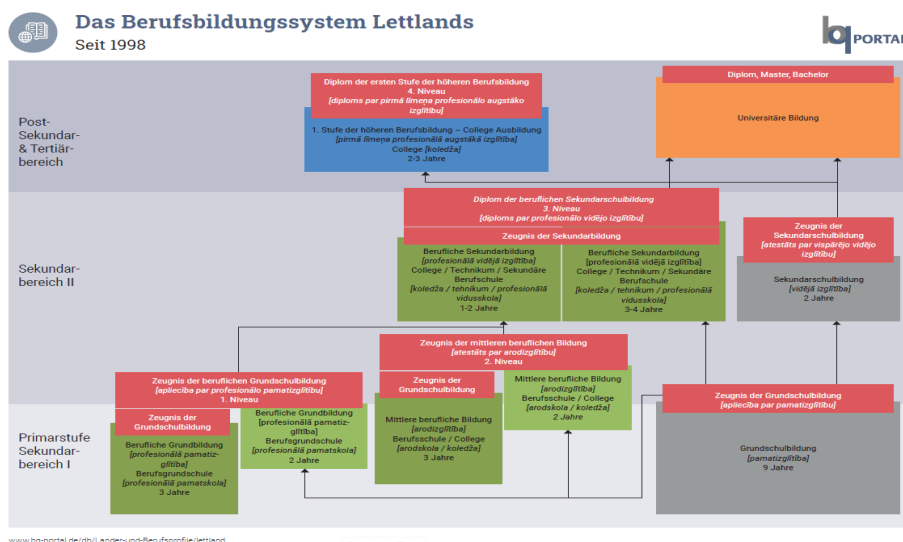 Das Berufsbildungssystem Lettlands
Seit 1998
bq PORTAL
Post-
Sekundar-
& Tertiär-
bereich
Diplom der ersten Stufe der höheren Berufsbildung
4. Niveau
[diploms par pirmā līmeņa profesionālo augstāko
izglītību]
1. Stufe der höheren Berufsbildung – College Ausbildung
[pirmā līmeņa profesionālā augstākā izglītība]
College [koledža]
2-3 Jahre
Diplom, Master, Bachelor
Universitäre Bildung
Sekundar-
bereich II
Diplom der beruflichen Sekundarschulbildung
3. Niveau
[diploms par profesionālo vidējo izglītību]
Zeugnis der Sekundarbildung
Berufliche Sekundarbildung
[profesionālā vidējā izglītība]
College / Technikum / Sekundäre
Berufschule
[koledža / tehnikum / profesionālā
vidusskola]
1-2 Jahre
Berufliche Sekundarbildung
[profesionālā vidējā izglītība]
College / Technikum / Sekundäre
Berufschule
[koledža / tehnikum / profesionālā
vidusskola]
3-4 Jahre
Zeugnis der
Sekundarschulbildung
[atestāts par vispārējo vidējo
izglītību]
Sekundarschulbildung
[vidējā izglītība]
2 Jahre
Zeugnis der mittleren beruflichen Bildung
[atestāts par arodizglītību]
2. Niveau
Zeugnis der
Grundschulbildung
Mittlere berufliche Bildung
[arodizglītība]
Berufsschule / College
[arodskola / koledža]
3 Jahre
Mittlere berufliche Bildung
[arodizglītība]
Berufsschule / College
[arodskola / koledža]
2 Jahre
Primarstufe
Sekundar-
bereich I
Zeugnis der beruflichen Grundschulbildung
[apliecība par profesionālo pamatizglītību]
1. Niveau
Zeugnis der
Grundschulbildung
Berufliche Grundbildung
[profesionālā pamatiz-
glītība]
Berufsgrundschule
[profesionālā pamatskola]
3 Jahre
Berufliche Grundbildung
[profesionālā pamatiz-
glītība]
Berufsgrundschule
[profesionālā pamatskola]
2 Jahre
Zeugnis der Grundschulbildung
[apliecība par pamatizglītību]
Grundschulbildung
[pamatizglītība]
9 Jahre
www.bq-portal.de/db/Länder-und-Berufsprofile/lettland